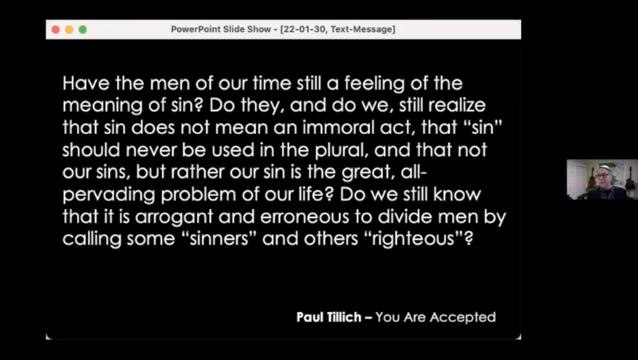 PowerPoint Slide Show - [22-01-30, Text-Message]
Have the men of our time still a feeling of the
meaning of sin? Do they, and do we, still realize
that sin does not mean an immoral act, that “sin”
should never be used in the plural, and that not
our sins, but rather our sin is the great, all-
pervading problem of our life? Do we still know
that it is arrogant and erroneous to divide men by
calling some “sinners” and others “righteous”?
Paul Tillich – You Are Accepted